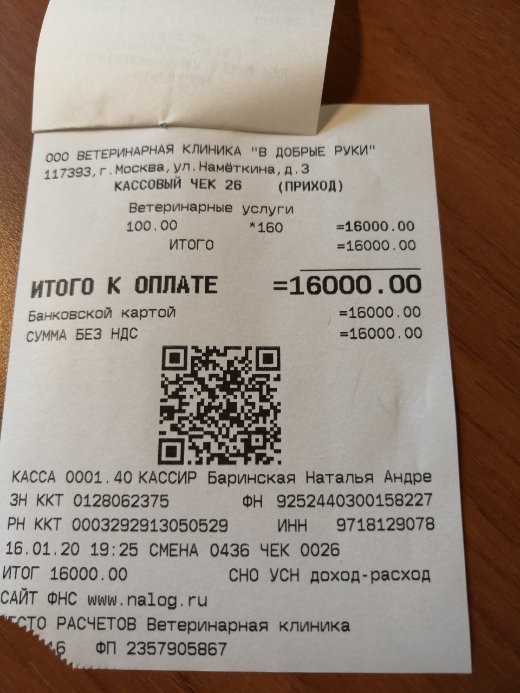 ООО ВЕТЕРИНАРНАЯ КЛИНИКА "В ДОБРЫЕ РУКИ"
117393, г. Москва, ул. Намёткина, д. 3
КАССОВЫЙ ЧЕК 26 (ПРИХОД)
Ветеринарные услуги
100.00 *160 =16000.00
ИТОГО =16000.00
ИТОГО К ОПЛАТЕ =16000.00
Банковской картой =16000.00
СУММА БЕЗ НДС =16000.00
КАССА 0001.40 КАССИР Баринская Наталья Андре
ЗН ККТ 0128062375 ФН 9252440300158227
РН ККТ 0003292913050529 ИНН 9718129078
16.01.20 19:25 СМЕНА 0436 ЧЕК 0026
ИТОГ 16000.00 СНО УСН доход-расход
САЙТ ФНС www.nalog.ru
ЕСТО РАСЧЕТОВ Ветеринарная клиника
6 ФП 2357905867